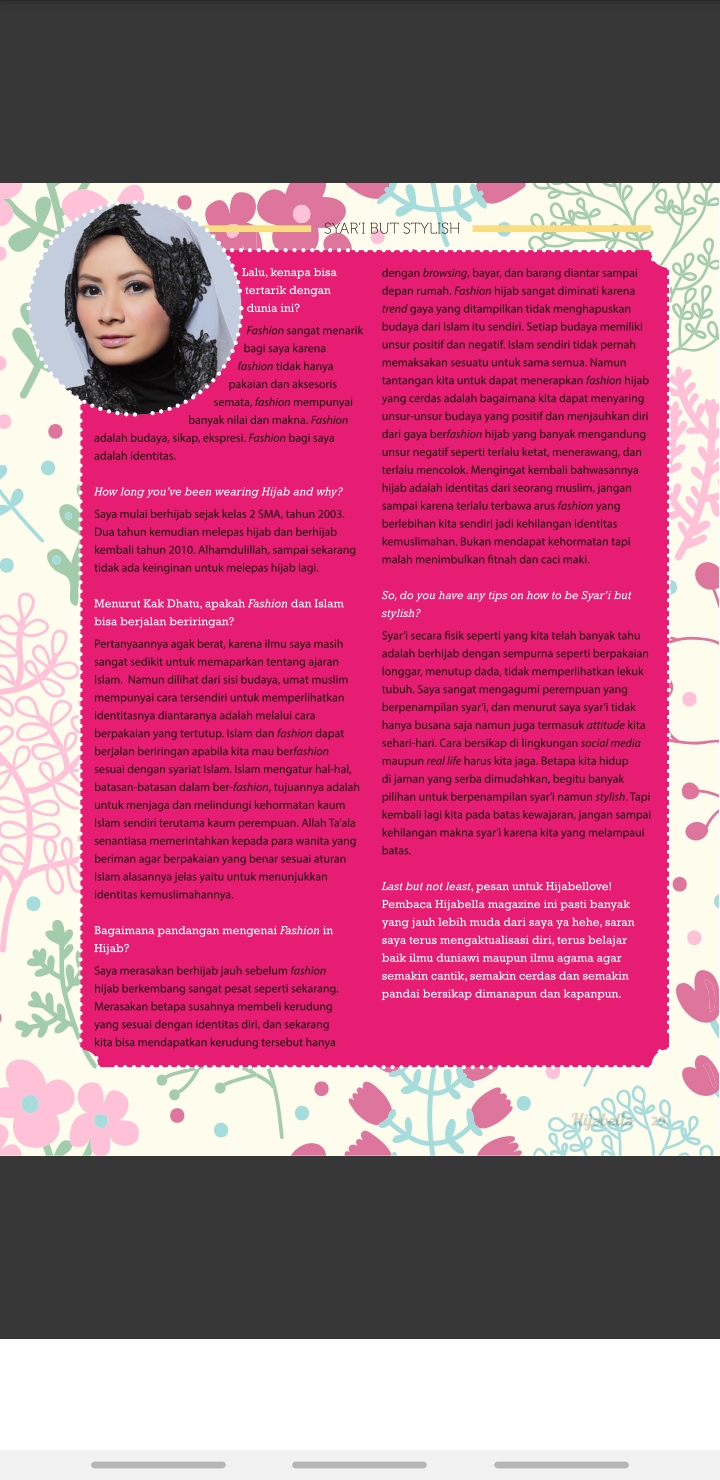 SYAR'I BUT STYLISH
Lalu, kenapa bisa
tertarik dengan
dunia ini?
Fashion sangat menarik
bagi saya karena
fashion tidak hanya
pakaian dan aksesoris
semata, fashion mempunyai
banyak nilai dan makna. Fashion
adalah budaya, sikap, ekspresi. Fashion bagi saya
adalah identitas.
How long you've been wearing Hijab and why?
Saya mulai berhijab sejak kelas 2 SMA, tahun 2003.
Dua tahun kemudian melepas hijab dan berhijab
kembali tahun 2010. Alhamdulillah, sampai sekarang
tidak ada keinginan untuk melepas hijab lagi.
Menurut Kak Dhatu, apakah Fashion dan Islam
bisa berjalan beriringan?
Pertanyaannya agak berat, karena ilmu saya masih
sangat sedikit untuk memaparkan tentang ajaran
Islam. Namun dilihat dari sisi budaya, umat muslim
mempunyai cara tersendiri untuk memperlihatkan
identitasnya diantaranya adalah melalui cara
berpakaian yang tertutup. Islam dan fashion dapat
berjalan beriringan apabila kita mau berfashion
sesuai dengan syariat Islam. Islam mengatur hal-hal,
batasan-batasan dalam ber-fashion, tujuannya adalah
untuk menjaga dan melindungi kehormatan kaum
Islam sendiri terutama kaum perempuan. Allah Ta'ala
senantiasa memerintahkan kepada para wanita yang
beriman agar berpakaian yang benar sesuai aturan
Islam alasannya jelas yaitu untuk menunjukkan
identitas kemuslimahannya.
Bagaimana pandangan mengenai Fashion in
Hijab?
Saya merasakan berhijab jauh sebelum fashion
hijab berkembang sangat pesat seperti sekarang.
Merasakan betapa susahnya membeli kerudung
yang sesuai dengan identitas diri, dan sekarang
kita bisa mendapatkan kerudung tersebut hanya
dengan browsing, bayar, dan barang diantar sampai
depan rumah. Fashion hijab sangat diminati karena
trend gaya yang ditampilkan tidak menghapuskan
budaya dari Islam itu sendiri. Setiap budaya memiliki
unsur positif dan negatif. Islam sendiri tidak pernah
memaksakan sesuatu untuk sama semua. Namun
tantangan kita untuk dapat menerapkan fashion hijab
yang cerdas adalah bagaimana kita dapat menyaring
unsur-unsur budaya yang positif dan menjauhkan diri
dari gaya berfashion hijab yang banyak mengandung
unsur negatif seperti terlalu ketat, menerawang, dan
terlalu mencolok. Mengingat kembali bahwasannya
hijab adalah identitas dari seorang muslim, jangan
sampai karena terlalu terbawa arus fashion yang
berlebihan kita sendiri jadi kehilangan identitas
kemuslimahan. Bukan mendapat kehormatan tapi
malah menimbulkan fitnah dan caci maki.
So, do you have any tips on how to be Syar'i but
stylish?
Syar'i secara fisik seperti yang kita telah banyak tahu
adalah berhijab dengan sempurna seperti berpakaian
longgar, menutup dada, tidak memperlihatkan lekuk
tubuh. Saya sangat mengagumi perempuan yang
berpenampilan syar'i, dan menurut saya syar'i tidak
hanya busana saja namun juga termasuk attitude kita
sehari-hari. Cara bersikap di lingkungan social media
maupun real life harus kita jaga. Betapa kita hidup
di jaman yang serba dimudahkan, begitu banyak
pilihan untuk berpenampilan syar'i namun stylish. Tapi
kembali lagi kita pada batas kewajaran, jangan sampai
kehilangan makna syar'i karena kita yang melampaui
batas.
Last but not least, pesan untuk Hijabellove!
Pembaca Hijabella magazine ini pasti banyak
yang jauh lebih muda dari saya ya hehe, saran
saya terus mengaktualisasi diri, terus belajar
baik ilmu duniawi maupun ilmu agama agar
semakin cantik, semakin cerdas dan semakin
pandai bersikap dimanapun dan kapanpun.
Hijabella